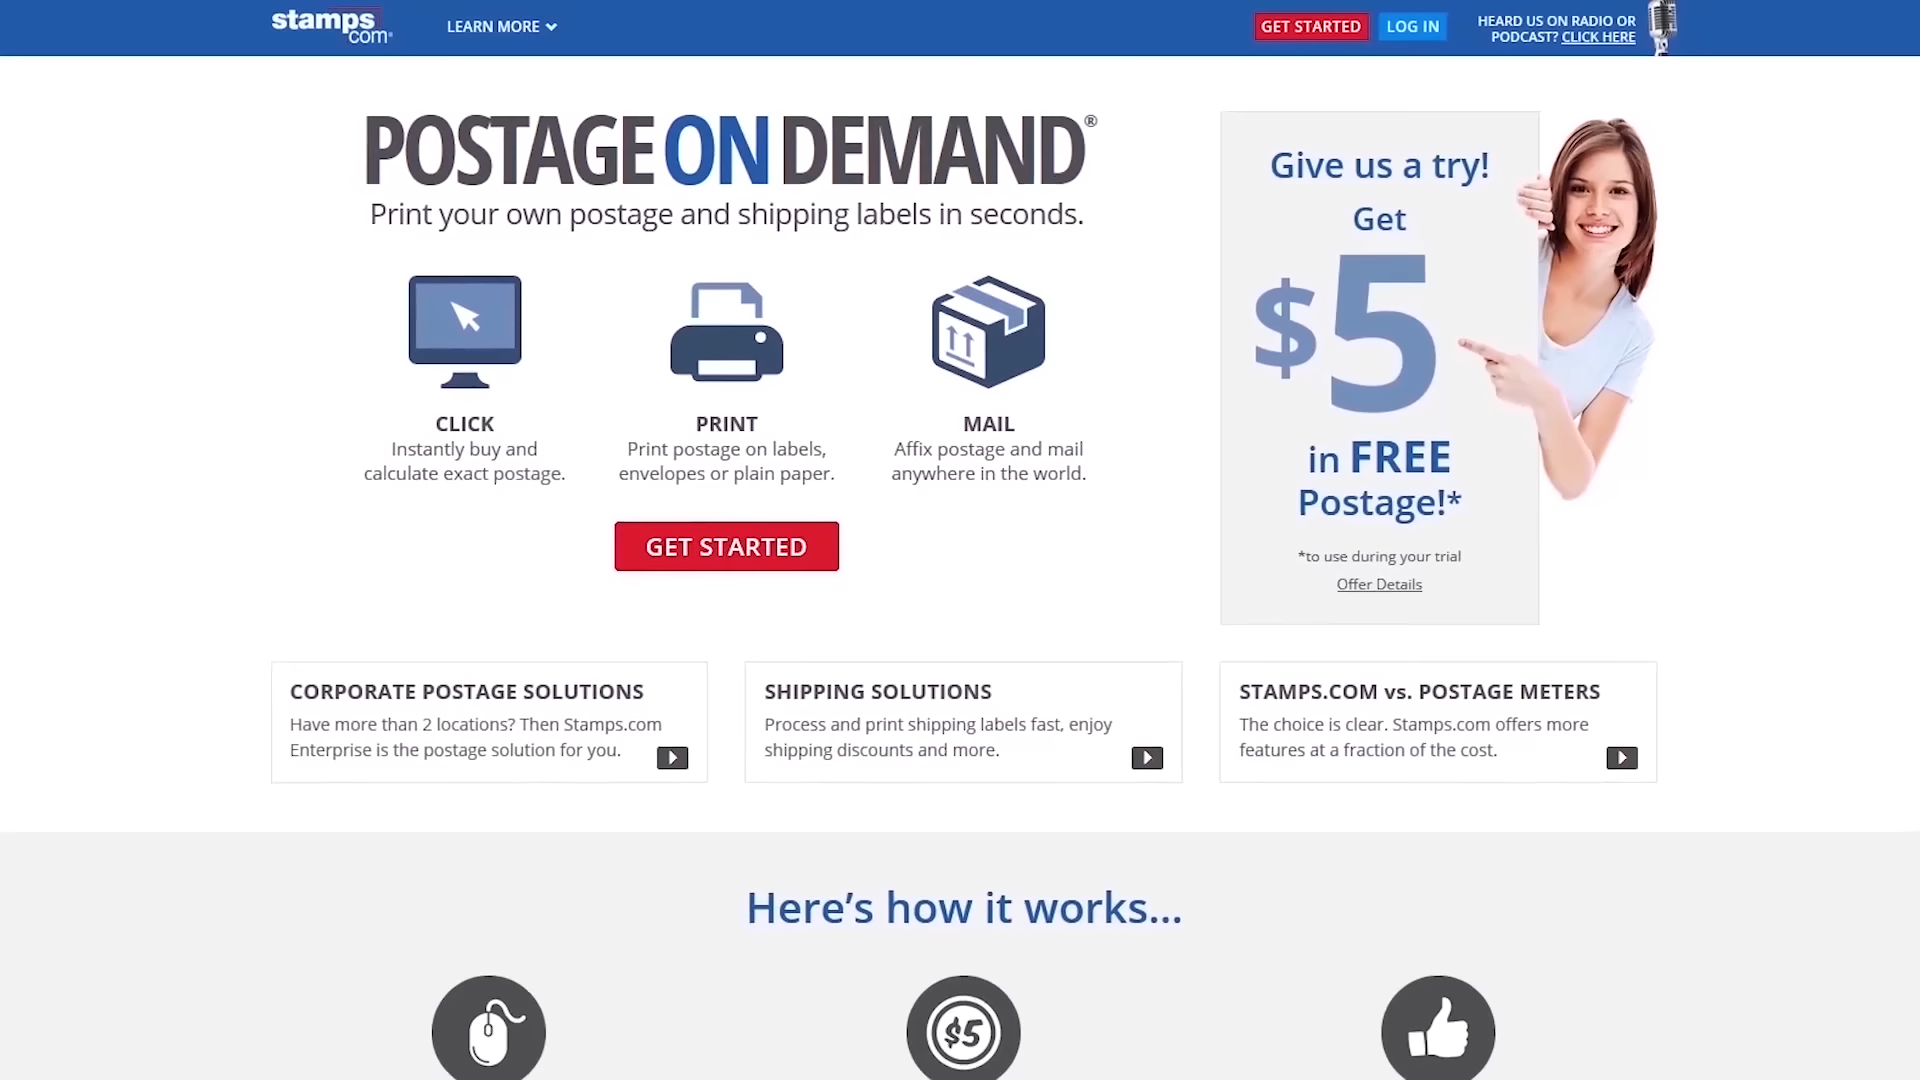 stamps
.com®
LEARN MORE
GET STARTED
LOG IN
HEARD US ON RADIO OR
PODCAST? CLICK HERE
POSTAGE ON DEMAND®
Print your own postage and shipping labels in seconds.
CLICK
Instantly buy and
calculate exact postage.
PRINT
Print postage on labels,
envelopes or plain paper.
MAIL
Affix postage and mail
anywhere in the world.
GET STARTED
Give us a try!
Get
$5
in FREE
Postage!*
*to use during your trial
Offer Details
CORPORATE POSTAGE SOLUTIONS
Have more than 2 locations? Then Stamps.com
Enterprise is the postage solution for you.
SHIPPING SOLUTIONS
Process and print shipping labels fast, enjoy
shipping discounts and more.
STAMPS.COM vs. POSTAGE METERS
The choice is clear. Stamps.com offers more
features at a fraction of the cost.
Here’s how it works...
$5